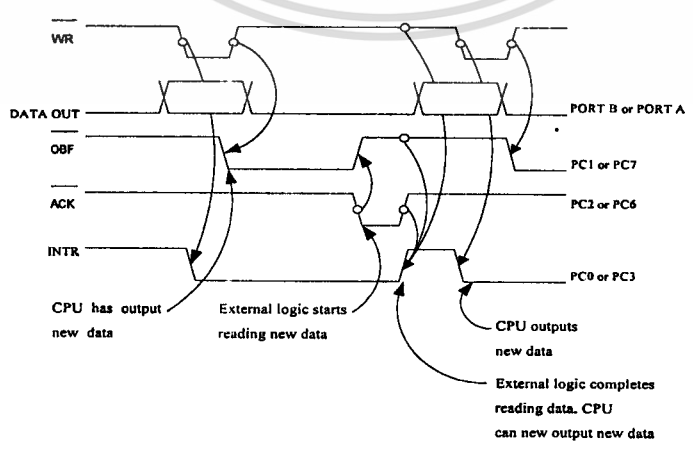 WR
DATA OUT
PORT B or PORT A
OBF
PC1 or PC7
ACK
PC2 or PC6
INTR
PC0 or PC3
CPU has output
new data
External logic starts
reading new data
CPU outputs
new data
External logic completes
reading data. CPU
can new output new data